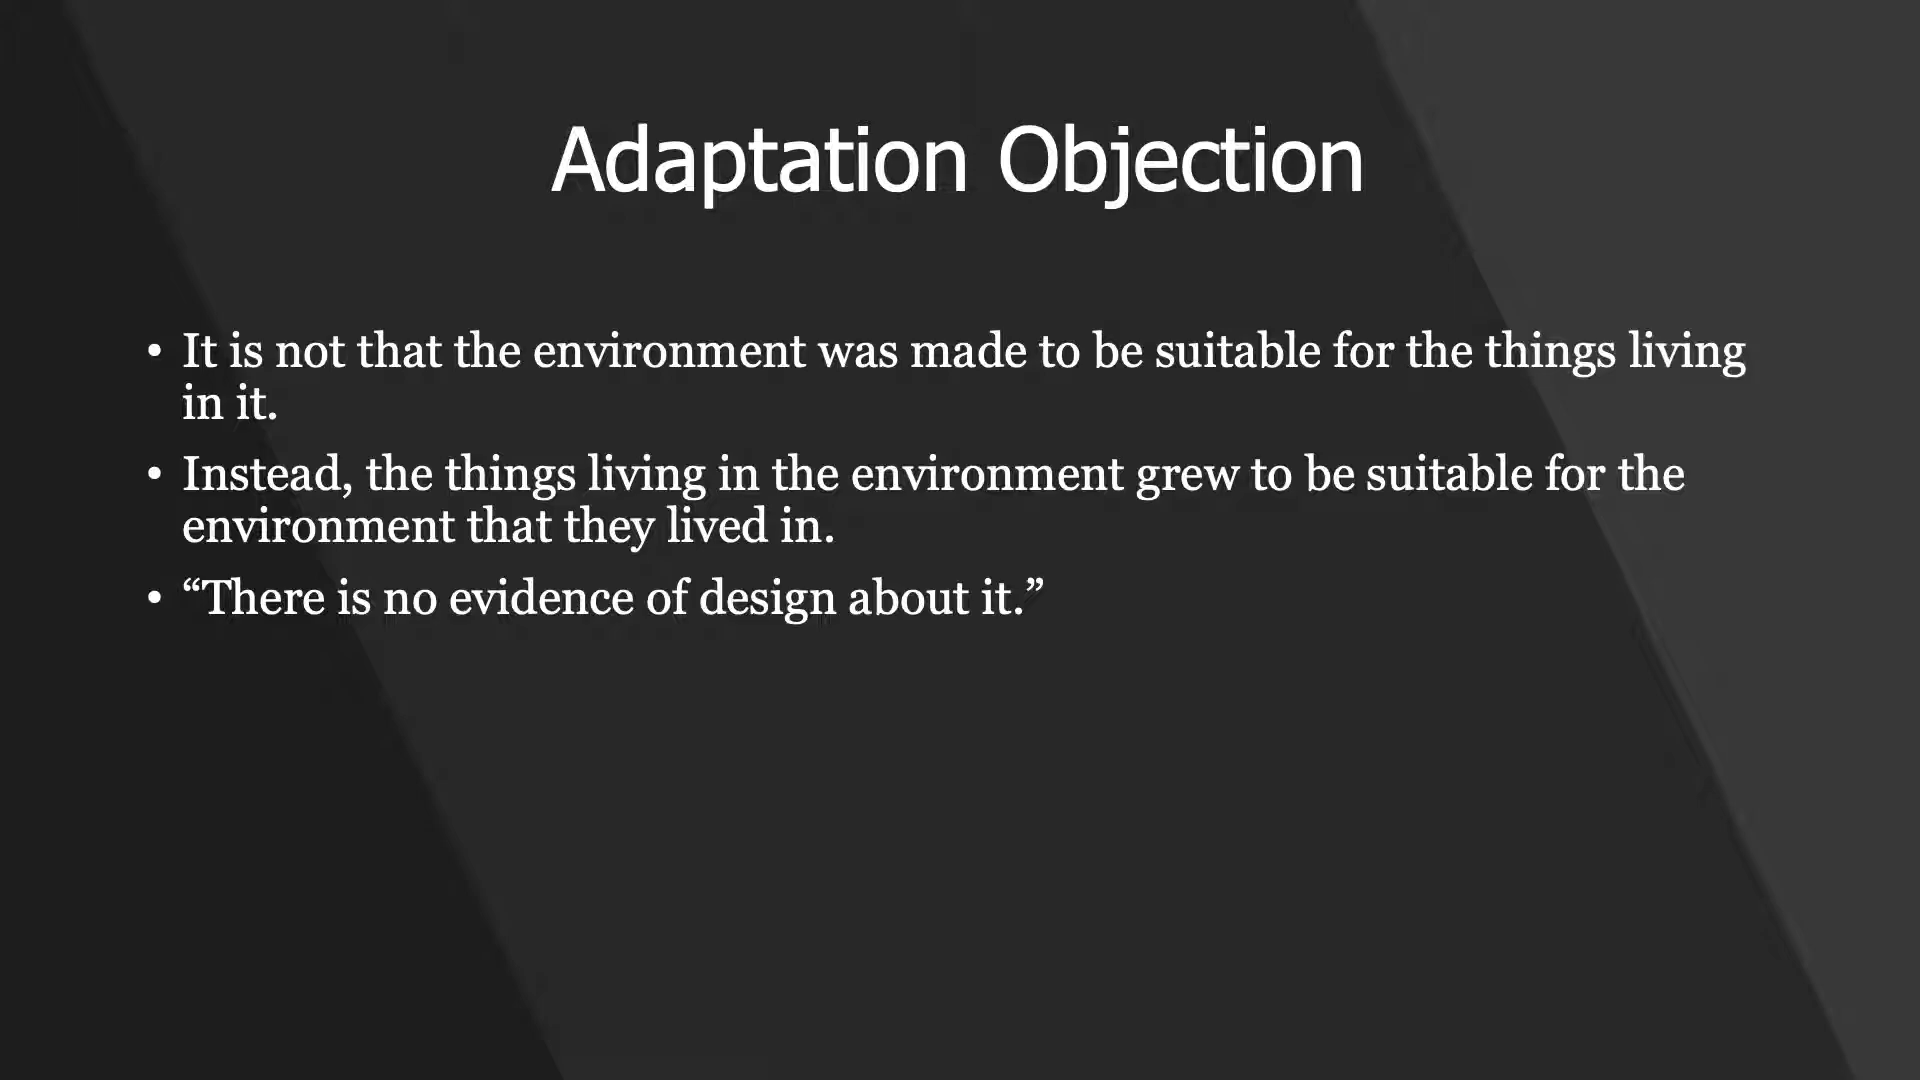 Adaptation Objection
• It is not that the environment was made to be suitable for the things living
in it.
• Instead, the things living in the environment grew to be suitable for the
environment that they lived in.
• “There is no evidence of design about it.”